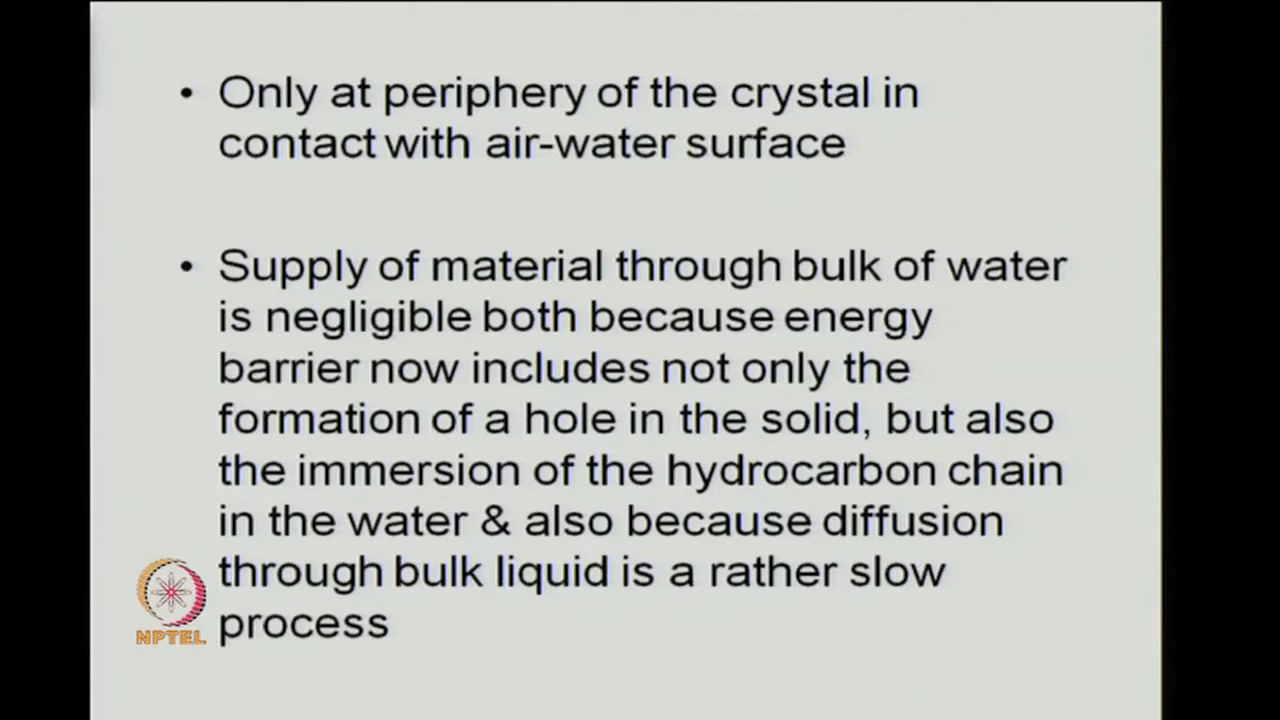 • Only at periphery of the crystal in
contact with air-water surface
• Supply of material through bulk of water
is negligible both because energy
barrier now includes not only the
formation of a hole in the solid, but also
the immersion of the hydrocarbon chain
in the water & also because diffusion
through bulk liquid is a rather slow
process
NPTEL